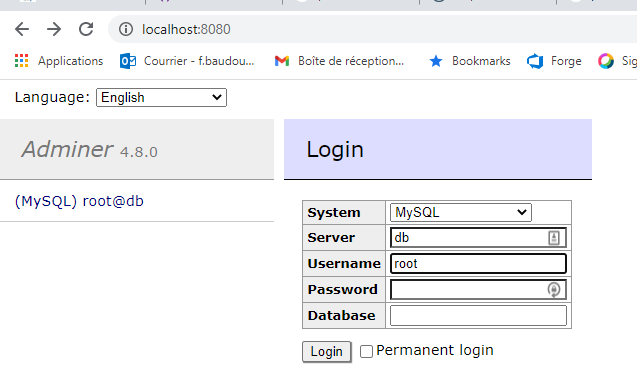 localhost:8080
Applications Courrier - f.baudou... Boîte de réception... Bookmarks Forge Sig
Language: English
Adminer 4.8.0
Login
(MySQL) root@db
System MySQL
Server db
Username root
Password
Database
Login Permanent login